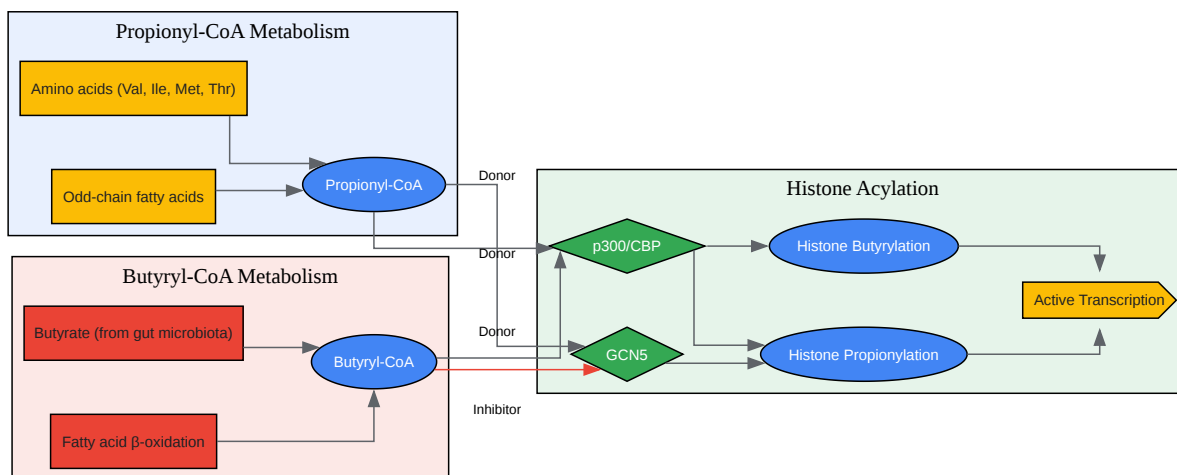 Propionyl-CoA Metabolism
Amino acids (Val, Ile, Met, Thr)
Odd-chain fatty acids
Propionyl-CoA
Donor
Donor
Butyryl-CoA Metabolism
Butyrate (from gut microbiota)
Fatty acid β-oxidation
Butyryl-CoA
Donor
Inhibitor
Histone Acylation
p300/CBP
GCN5
Histone Butyrylation
Histone Propionylation
Active Transcription